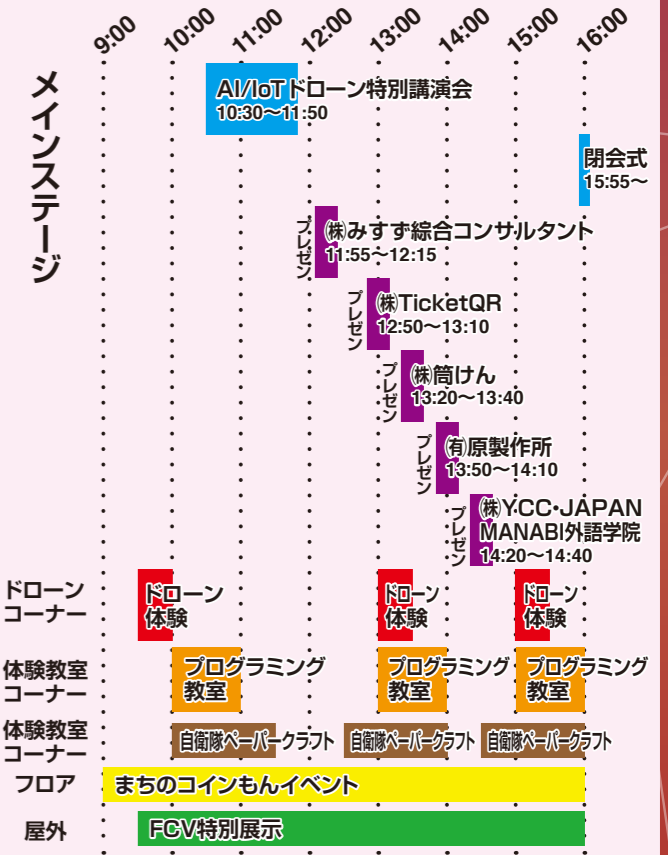 9:00 10:00 11:00 12:00 13:00 14:00 15:00 16:00
メインステージ
AI/IoTドローン特別講演会
10:30〜11:50
閉会式
15:55〜
プレゼン
㈱みすず綜合コンサルタント
11:55〜12:15
プレゼン
㈱TicketQR
12:50〜13:10
プレゼン
㈱筒けん
13:20〜13:40
プレゼン
㈲原製作所
13:50〜14:10
プレゼン
㈱Y.C.C・JAPAN
MANABI外語学院
14:20〜14:40
ドローン
コーナー
ドローン
体験
ドローン
体験
ドローン
体験
体験教室
コーナー
プログラミング
教室
プログラミング
教室
プログラミング
教室
体験教室
コーナー
自衛隊ペーパークラフト
自衛隊ペーパークラフト
自衛隊ペーパークラフト
フロア
まちのコインもんイベント
屋外
FCV特別展示